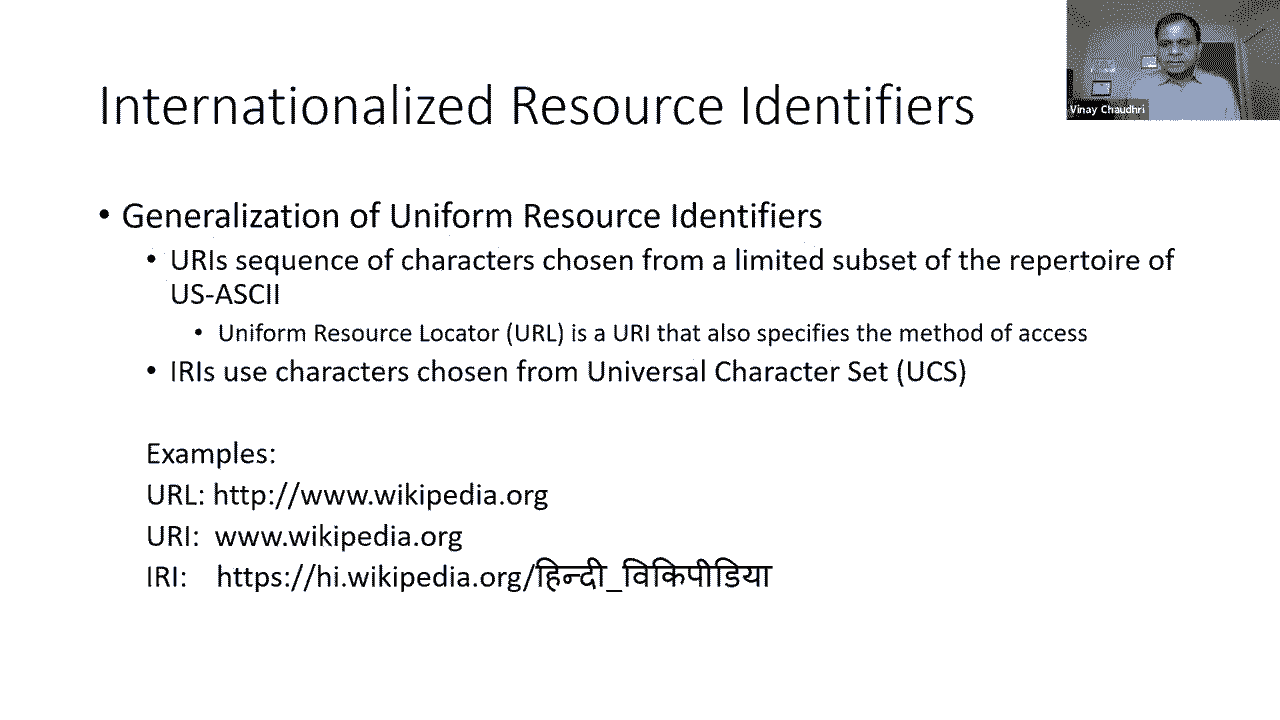 Internationalized Resource Identifiers
Vinay Chaudhri
• Generalization of Uniform Resource Identifiers
• URIs sequence of characters chosen from a limited subset of the repertoire of
US-ASCII
• Uniform Resource Locator (URL) is a URI that also specifies the method of access
• IRIs use characters chosen from Universal Character Set (UCS)
Examples:
URL: http://www.wikipedia.org
URI: www.wikipedia.org
IRI: https://hi.wikipedia.org/हिन्दी_विकिपीडिया